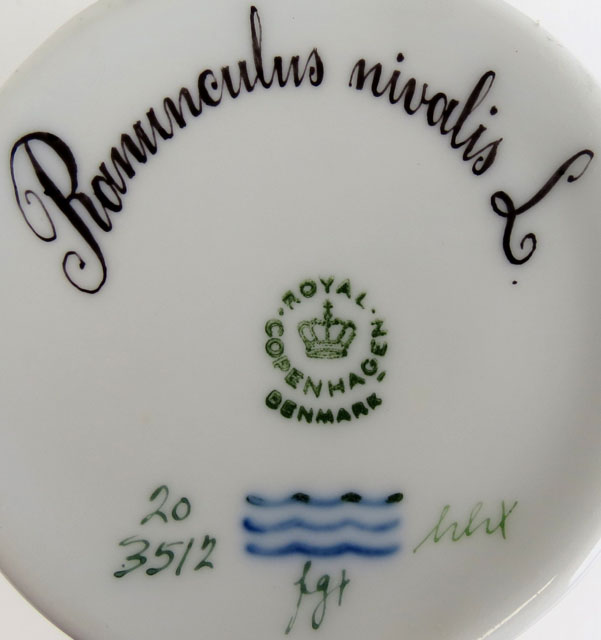 Ranunculus nivalis L.
ROYAL
COPENHAGEN
DENMARK
20
3512